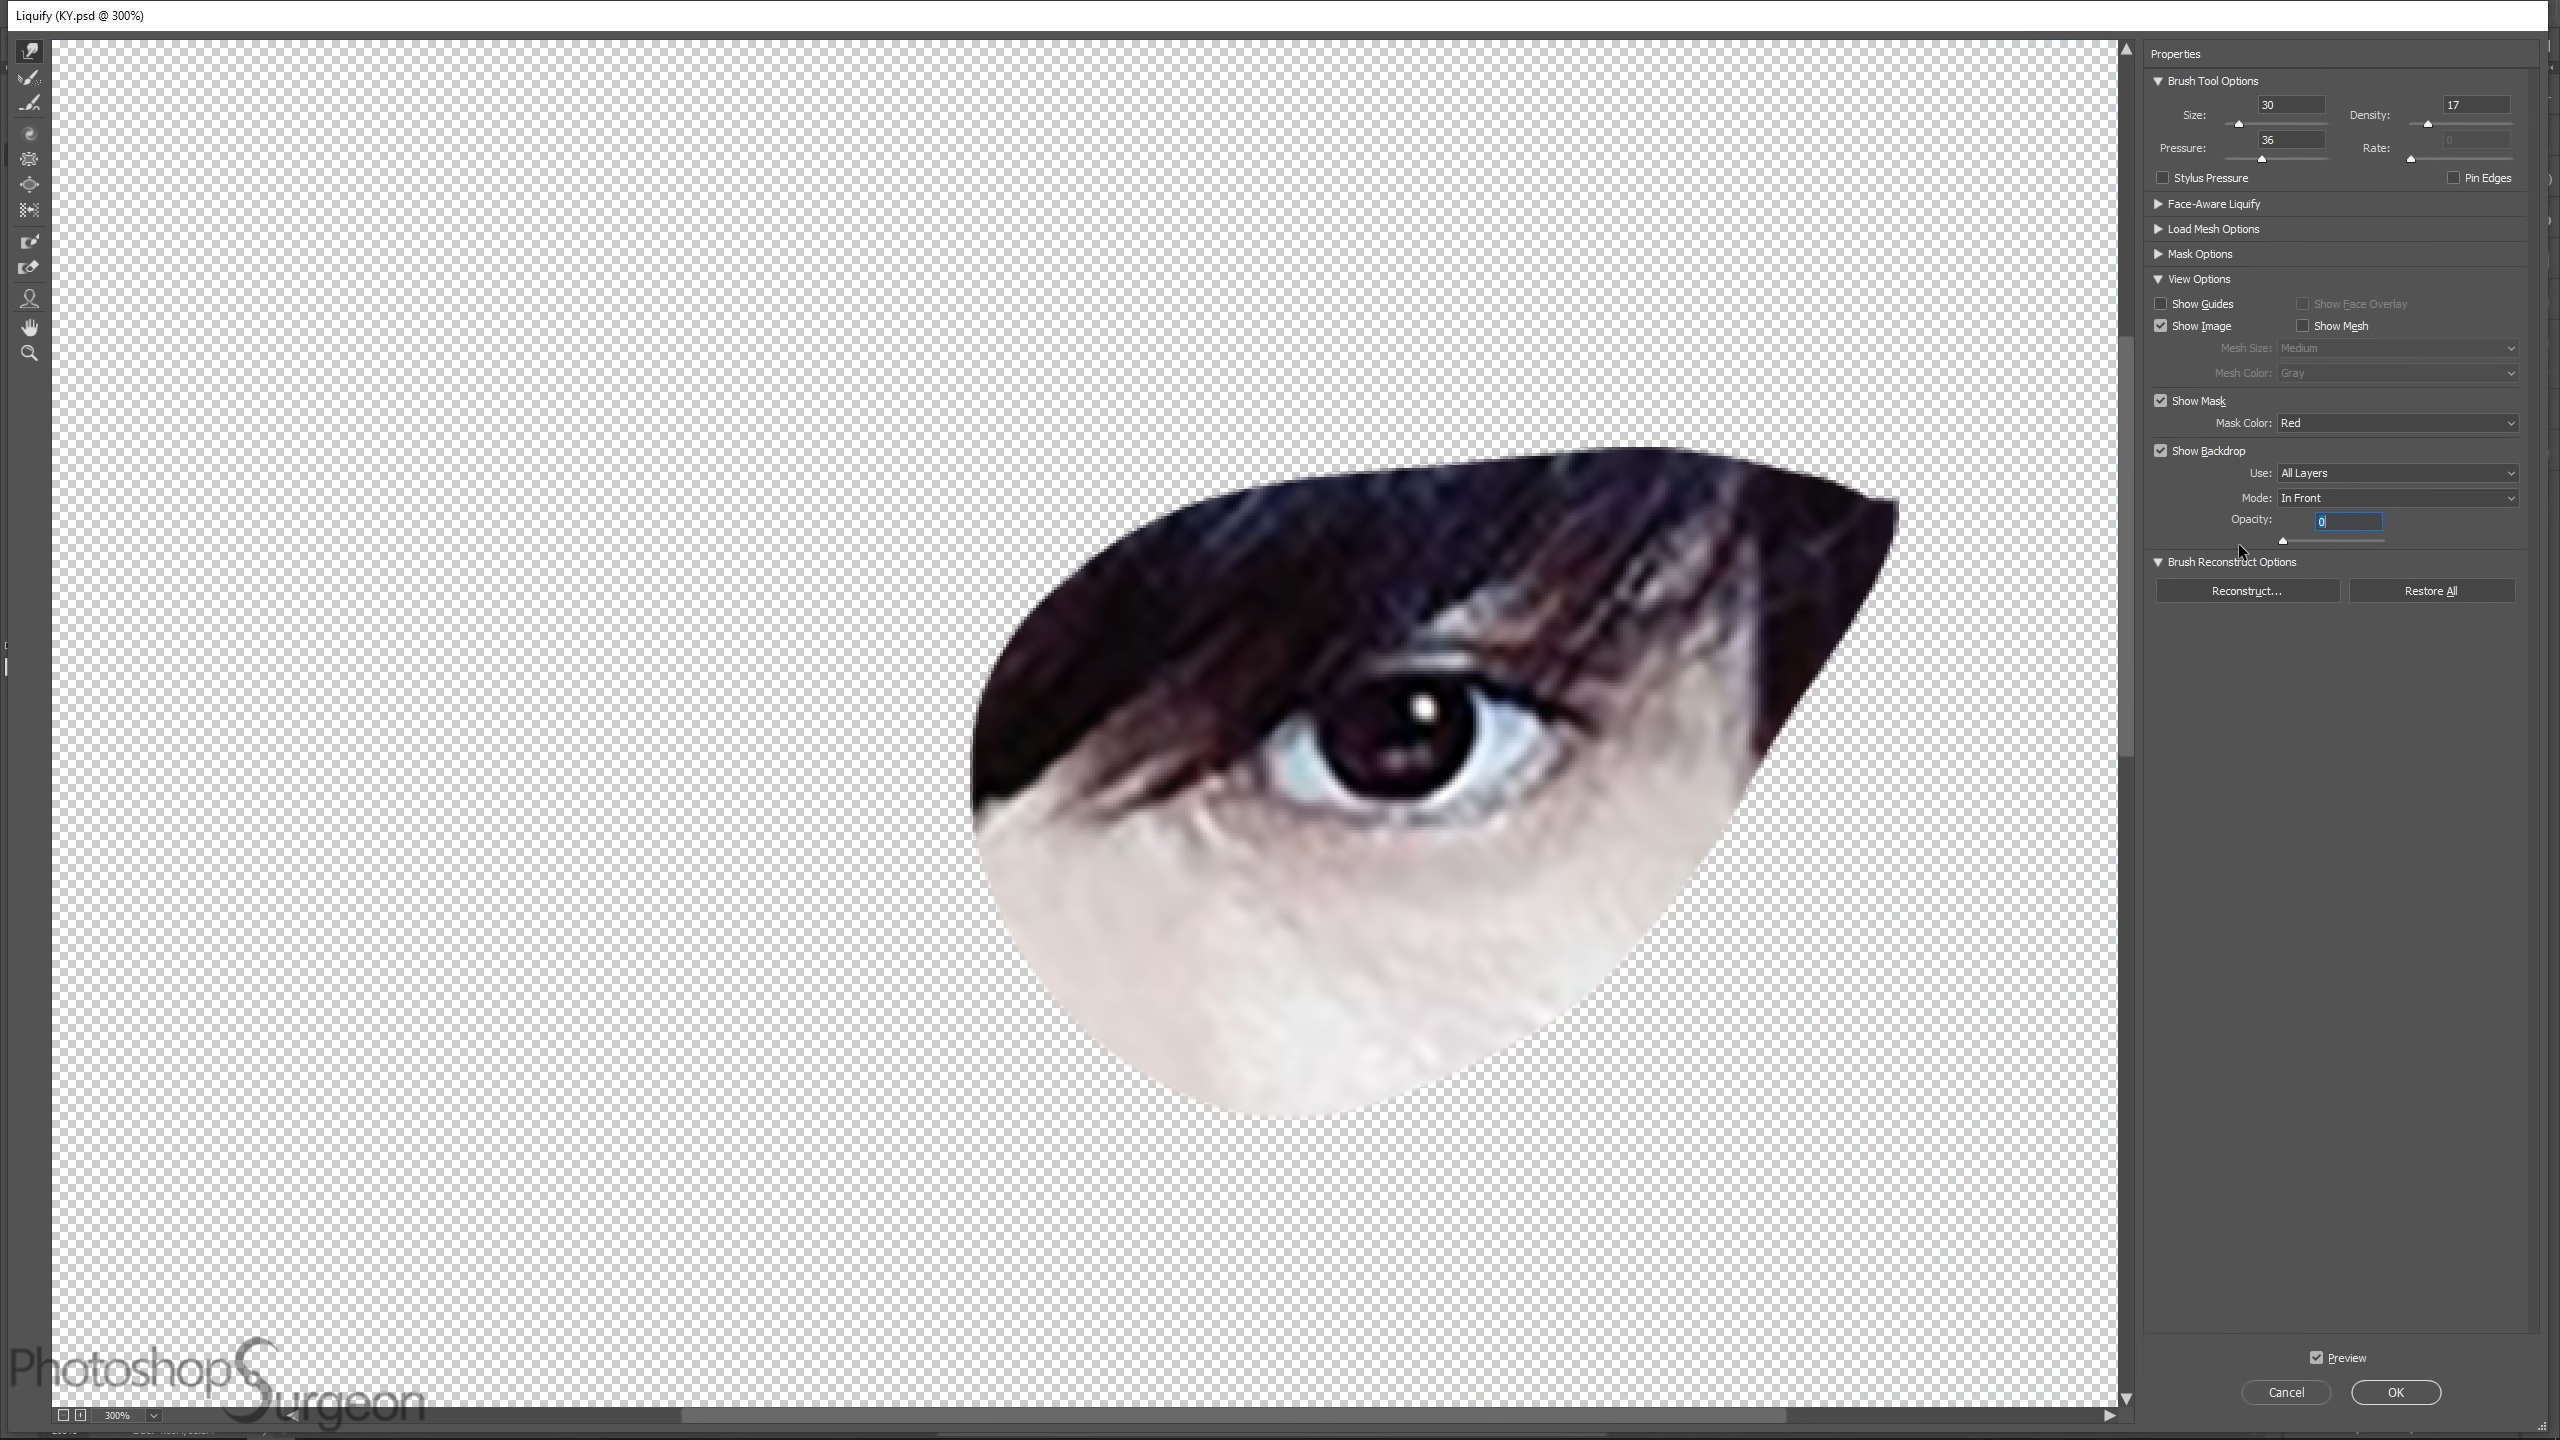 Liquify (KY.psd @ 300%)
Properties
Brush Tool Options
Size: 30 Density: 17
Pressure: 36 Rate: 0
Stylus Pressure Pin Edges
Face-Aware Liquify
Load Mesh Options
Mask Options
View Options
Show Guides Show Face Overlay
Show Image Show Mesh
Mesh Size: Medium
Mesh Color: Gray
Show Mask
Mask Color: Red
Show Backdrop
Use: All Layers
Mode: In Front
Opacity: 0
Brush Reconstruct Options
Reconstruct... Restore All
Preview
Cancel OK
Photoshop
Surgeon
300%